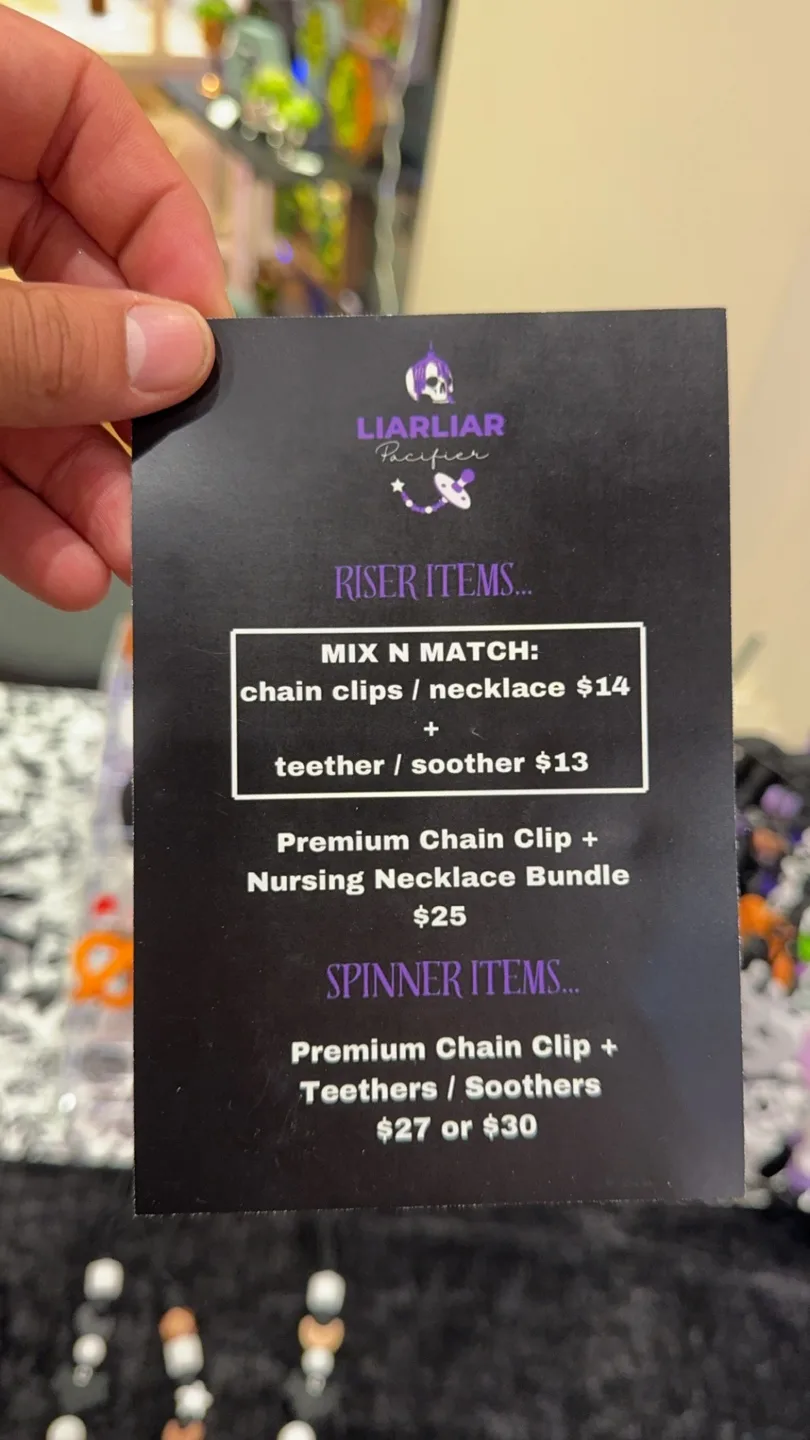 LIARLIAR
Pacifier
RISER ITEMS...
MIX N MATCH:
chain clips / necklace $14
+
teether / soother $13
Premium Chain Clip +
Nursing Necklace Bundle
$25
SPINNER ITEMS...
Premium Chain Clip +
Teethers / Soothers
$27 or $30